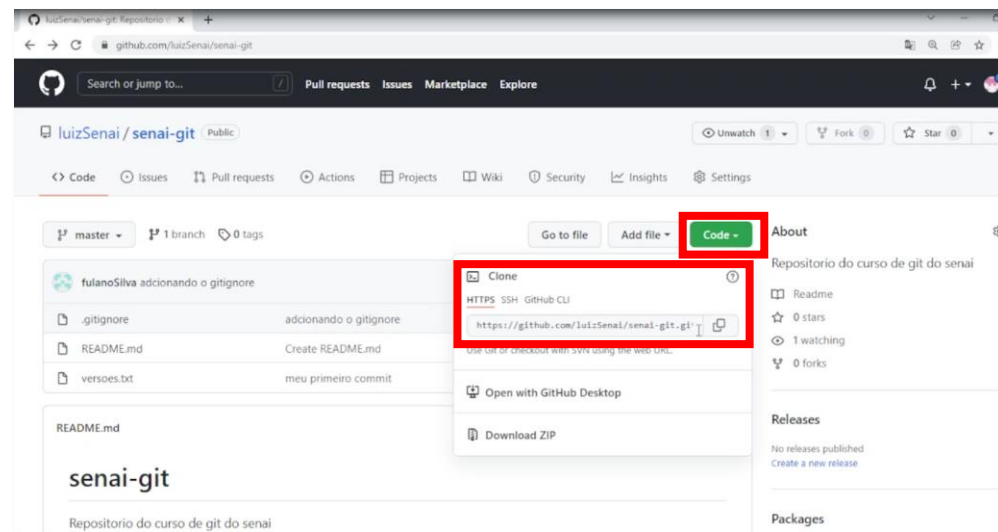 luizSenai/senai-git: Repositorio
github.com/luizSenai/senai-git
Search or jump to... / Pull requests Issues Marketplace Explore
luizSenai / senai-git Public
Unwatch 1 Fork 0 Star 0
<> Code Issues Pull requests Actions Projects Wiki Security Insights Settings
master 1 branch 0 tags
Go to file Add file Code
fulanoSilva adcionando o gitignore
.gitignore adcionando o gitignore
README.md Create README.md
versoes.txt meu primeiro commit
Clone
HTTPS SSH GitHub CLI
https://github.com/luizSenai/senai-git.gi
Use Git or checkout with SVN using the web URL.
Open with GitHub Desktop
Download ZIP
README.md
senai-git
Repositorio do curso de git do senai
About
Repositorio do curso de git do senai
Readme
0 stars
1 watching
0 forks
Releases
No releases published
Create a new release
Packages